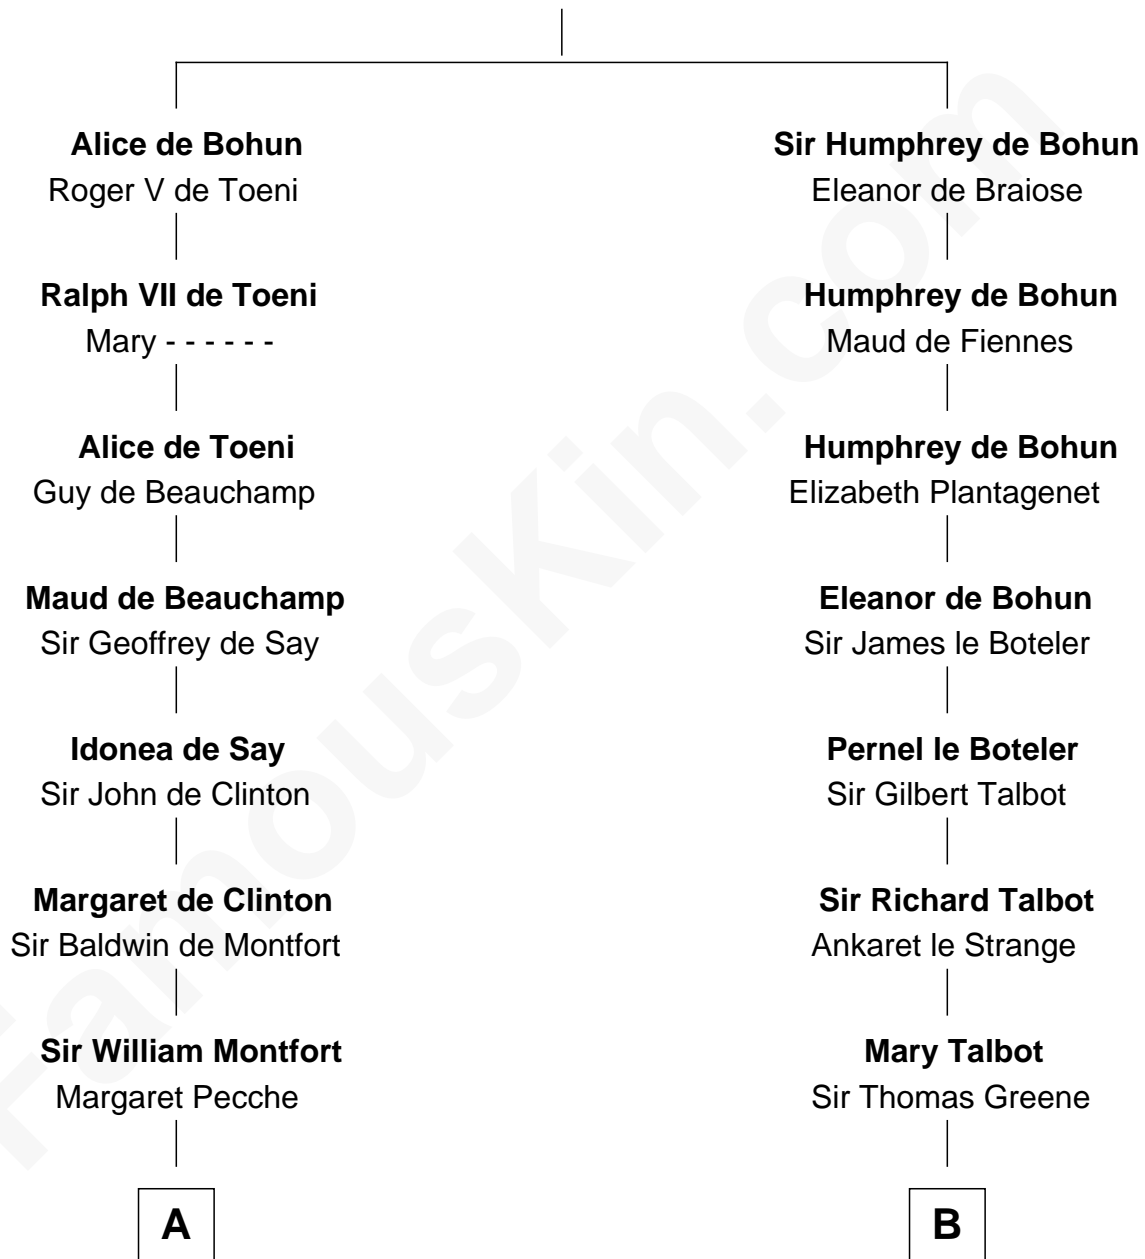 Alice de Bohun
Roger V de Toeni
Ralph VII de Toeni
Mary - - - - - -
Alice de Toeni
Guy de Beauchamp
Maud de Beauchamp
Sir Geoffrey de Say
Idonea de Say
Sir John de Clinton
Margaret de Clinton
Sir Baldwin de Montfort
Sir William Montfort
Margaret Pecche
A
Sir Humphrey de Bohun
Eleanor de Braiose
Humphrey de Bohun
Maud de Fiennes
Humphrey de Bohun
Elizabeth Plantagenet
Eleanor de Bohun
Sir James le Boteler
Pernel le Boteler
Sir Gilbert Talbot
Sir Richard Talbot
Ankaret le Strange
Mary Talbot
Sir Thomas Greene
B
FamousKin.com